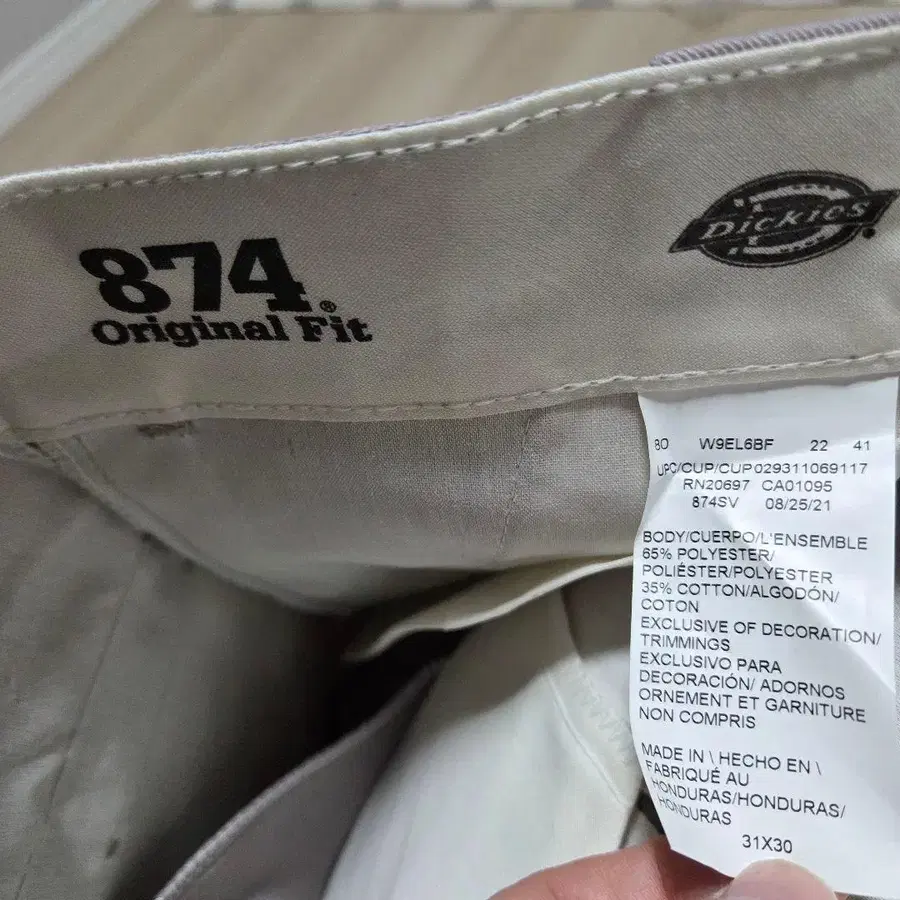 874®
Original Fit
Dickies
80 W9EL6BF 22 41
UPC/CUP/CUP029311069117
RN20697 CA01095
874SV 08/25/21
BODY/CUERPO/L'ENSEMBLE
65% POLYESTER/
POLIÉSTER/POLYESTER
35% COTTON/ALGODÓN/
COTON
EXCLUSIVE OF DECORATION/
TRIMMINGS
EXCLUSIVO PARA
DECORACIÓN/ ADORNOS
ORNEMENT ET GARNITURE
NON COMPRIS
MADE IN \ HECHO EN \
FABRIQUÉ AU
HONDURAS/HONDURAS/
HONDURAS
31X30